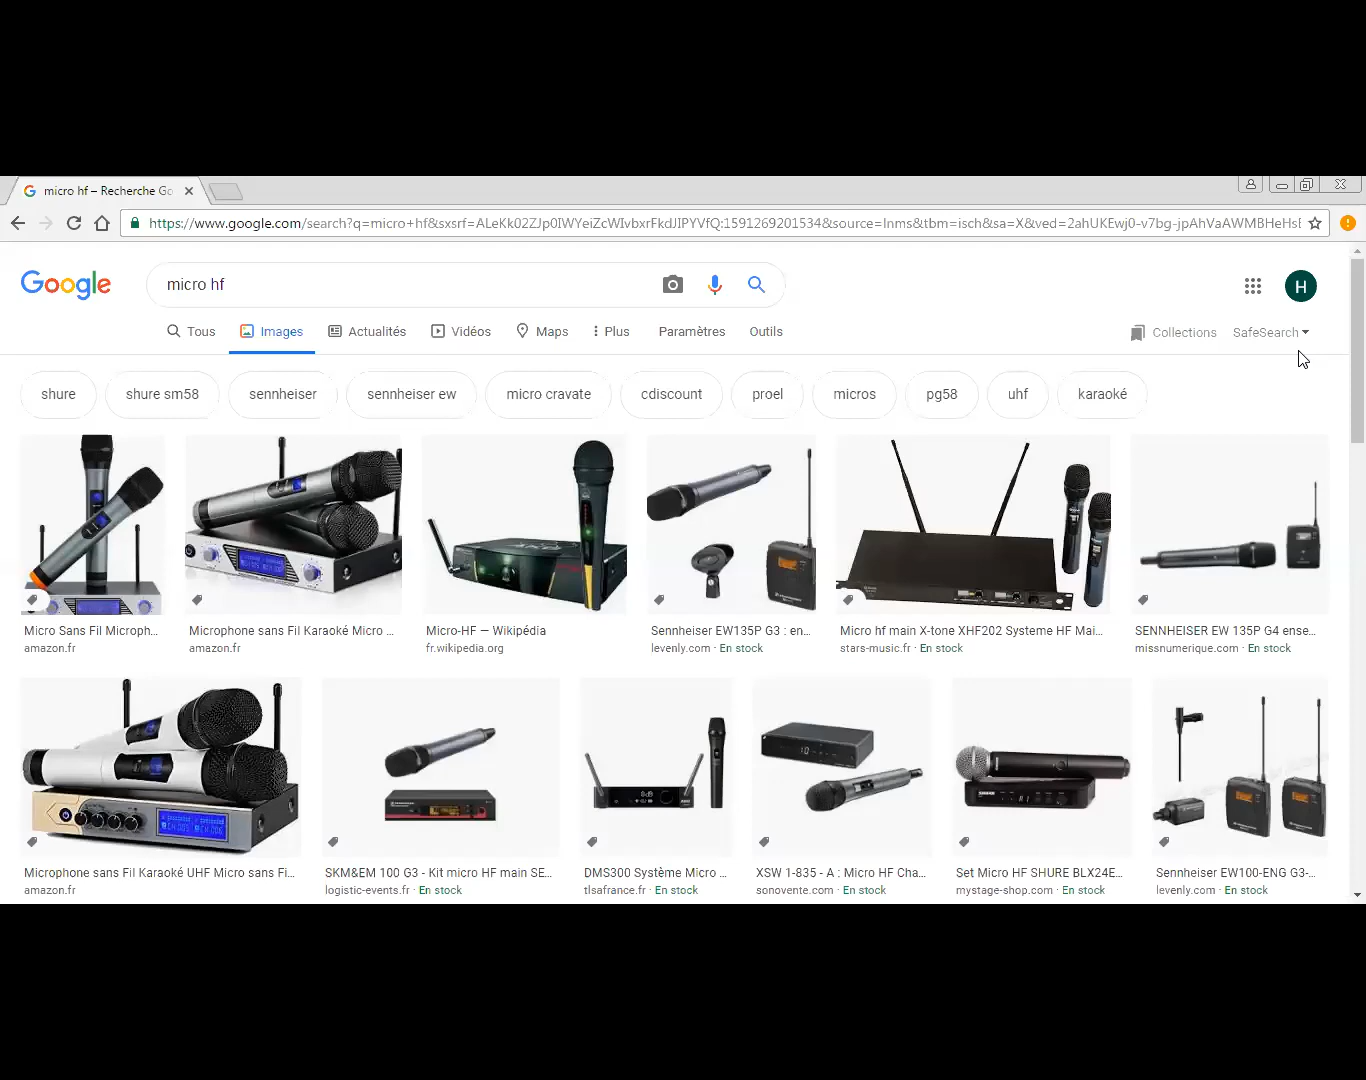 micro hf – Recherche Go
https://www.google.com/search?q=micro+hf&sxsrf=ALeKk02ZJp0IWYeiZcWIvbxrFkdJIPYVfQ:1591269201534&source=lnms&tbm=isch&sa=X&ved=2ahUKEwj0-v7bg-jpAhVaAWMBHeHsE
Google
micro hf
H
Tous Images Actualités Vidéos Maps Plus Paramètres Outils Collections SafeSearch
shure shure sm58 sennheiser sennheiser ew micro cravate cdiscount proel micros pg58 uhf karaoké
Micro Sans Fil Microph... Microphone sans Fil Karaoké Micro ... Micro-HF — Wikipédia Sennheiser EW135P G3 : en... Micro hf main X-tone XHF202 Systeme HF Mai... SENNHEISER EW 135P G4 ense...
amazon.fr amazon.fr fr.wikipedia.org levenly.com · En stock stars-music.fr · En stock missnumerique.com · En stock
Microphone sans Fil Karaoké UHF Micro sans Fi... SKM&EM 100 G3 - Kit micro HF main SE... DMS300 Système Micro ... XSW 1-835 - A : Micro HF Cha... Set Micro HF SHURE BLX24E... Sennheiser EW100-ENG G3-...
amazon.fr logistic-events.fr · En stock tlsafrance.fr · En stock sonovente.com · En stock mystage-shop.com · En stock levenly.com · En stock